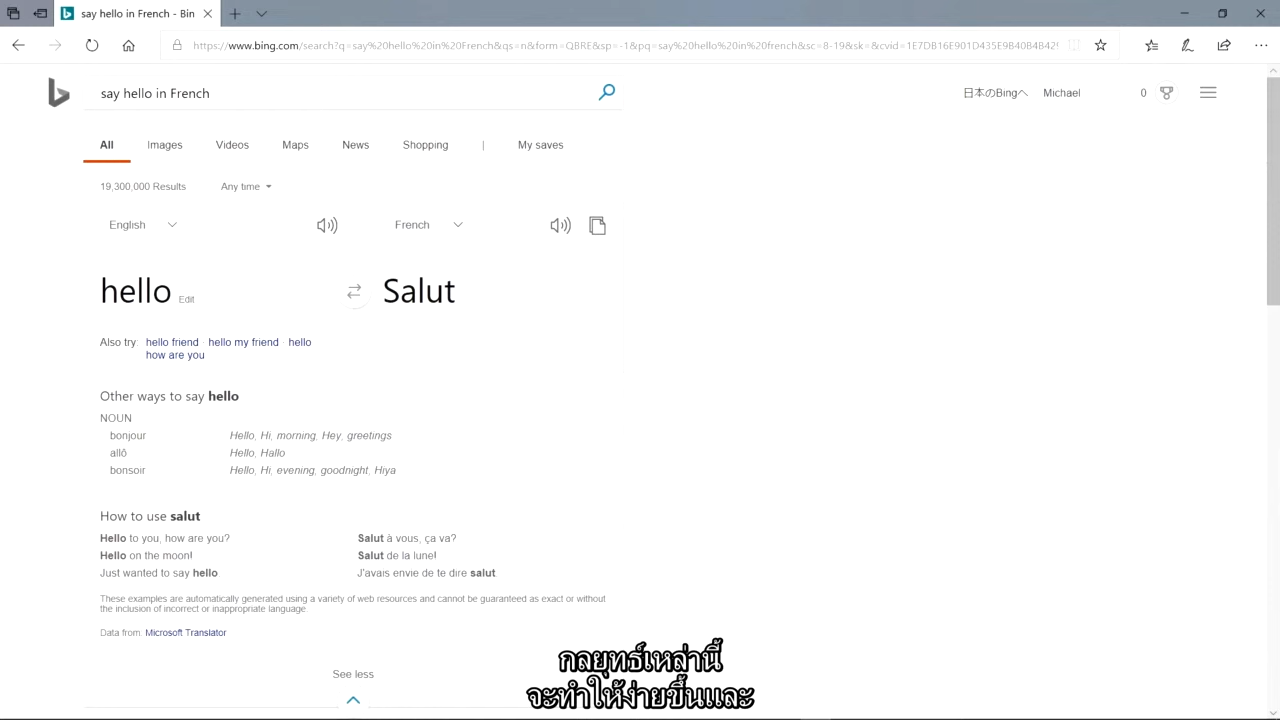 say hello in French - Bing
https://www.bing.com/search?q=say%20hello%20in%20French&qs=n&form=QBRE&sp=-1&pq=say%20hello%20in%20french&sc=8-19&sk=&cvid=1E7DB16E901D435E9B40B4B42!
say hello in French
日本のBingへ Michael 0
All Images Videos Maps News Shopping | My saves
19,300,000 Results Any time
English French
hello Edit Salut
Also try: hello friend · hello my friend · hello
how are you
Other ways to say hello
NOUN
bonjour Hello, Hi, morning, Hey, greetings
allô Hello, Hallo
bonsoir Hello, Hi, evening, goodnight, Hiya
How to use salut
Hello to you, how are you? Salut à vous, ça va?
Hello on the moon! Salut de la lune!
Just wanted to say hello. J'avais envie de te dire salut.
These examples are automatically generated using a variety of web resources and cannot be guaranteed as exact or without
the inclusion of incorrect or inappropriate language.
Data from: Microsoft Translator
See less
กลยุทธ์เหล่านี้
จะทำให้ง่ายขึ้นและ